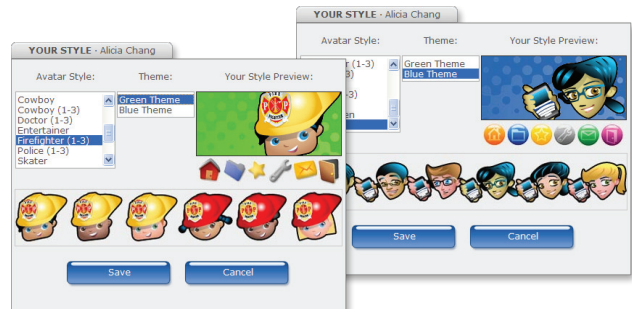 YOUR STYLE - Alicia Chang
Avatar Style:
Theme:
Your Style Preview:
Cowboy
Cowboy (1-3)
Doctor (1-3)
Entertainer
Firefighter (1-3)
Police (1-3)
Skater
Green Theme
Blue Theme
Save
Cancel
YOUR STYLE - Alicia Chang
Avatar Style:
Theme:
Your Style Preview:
(1-3)
Green Theme
Blue Theme
Save
Cancel